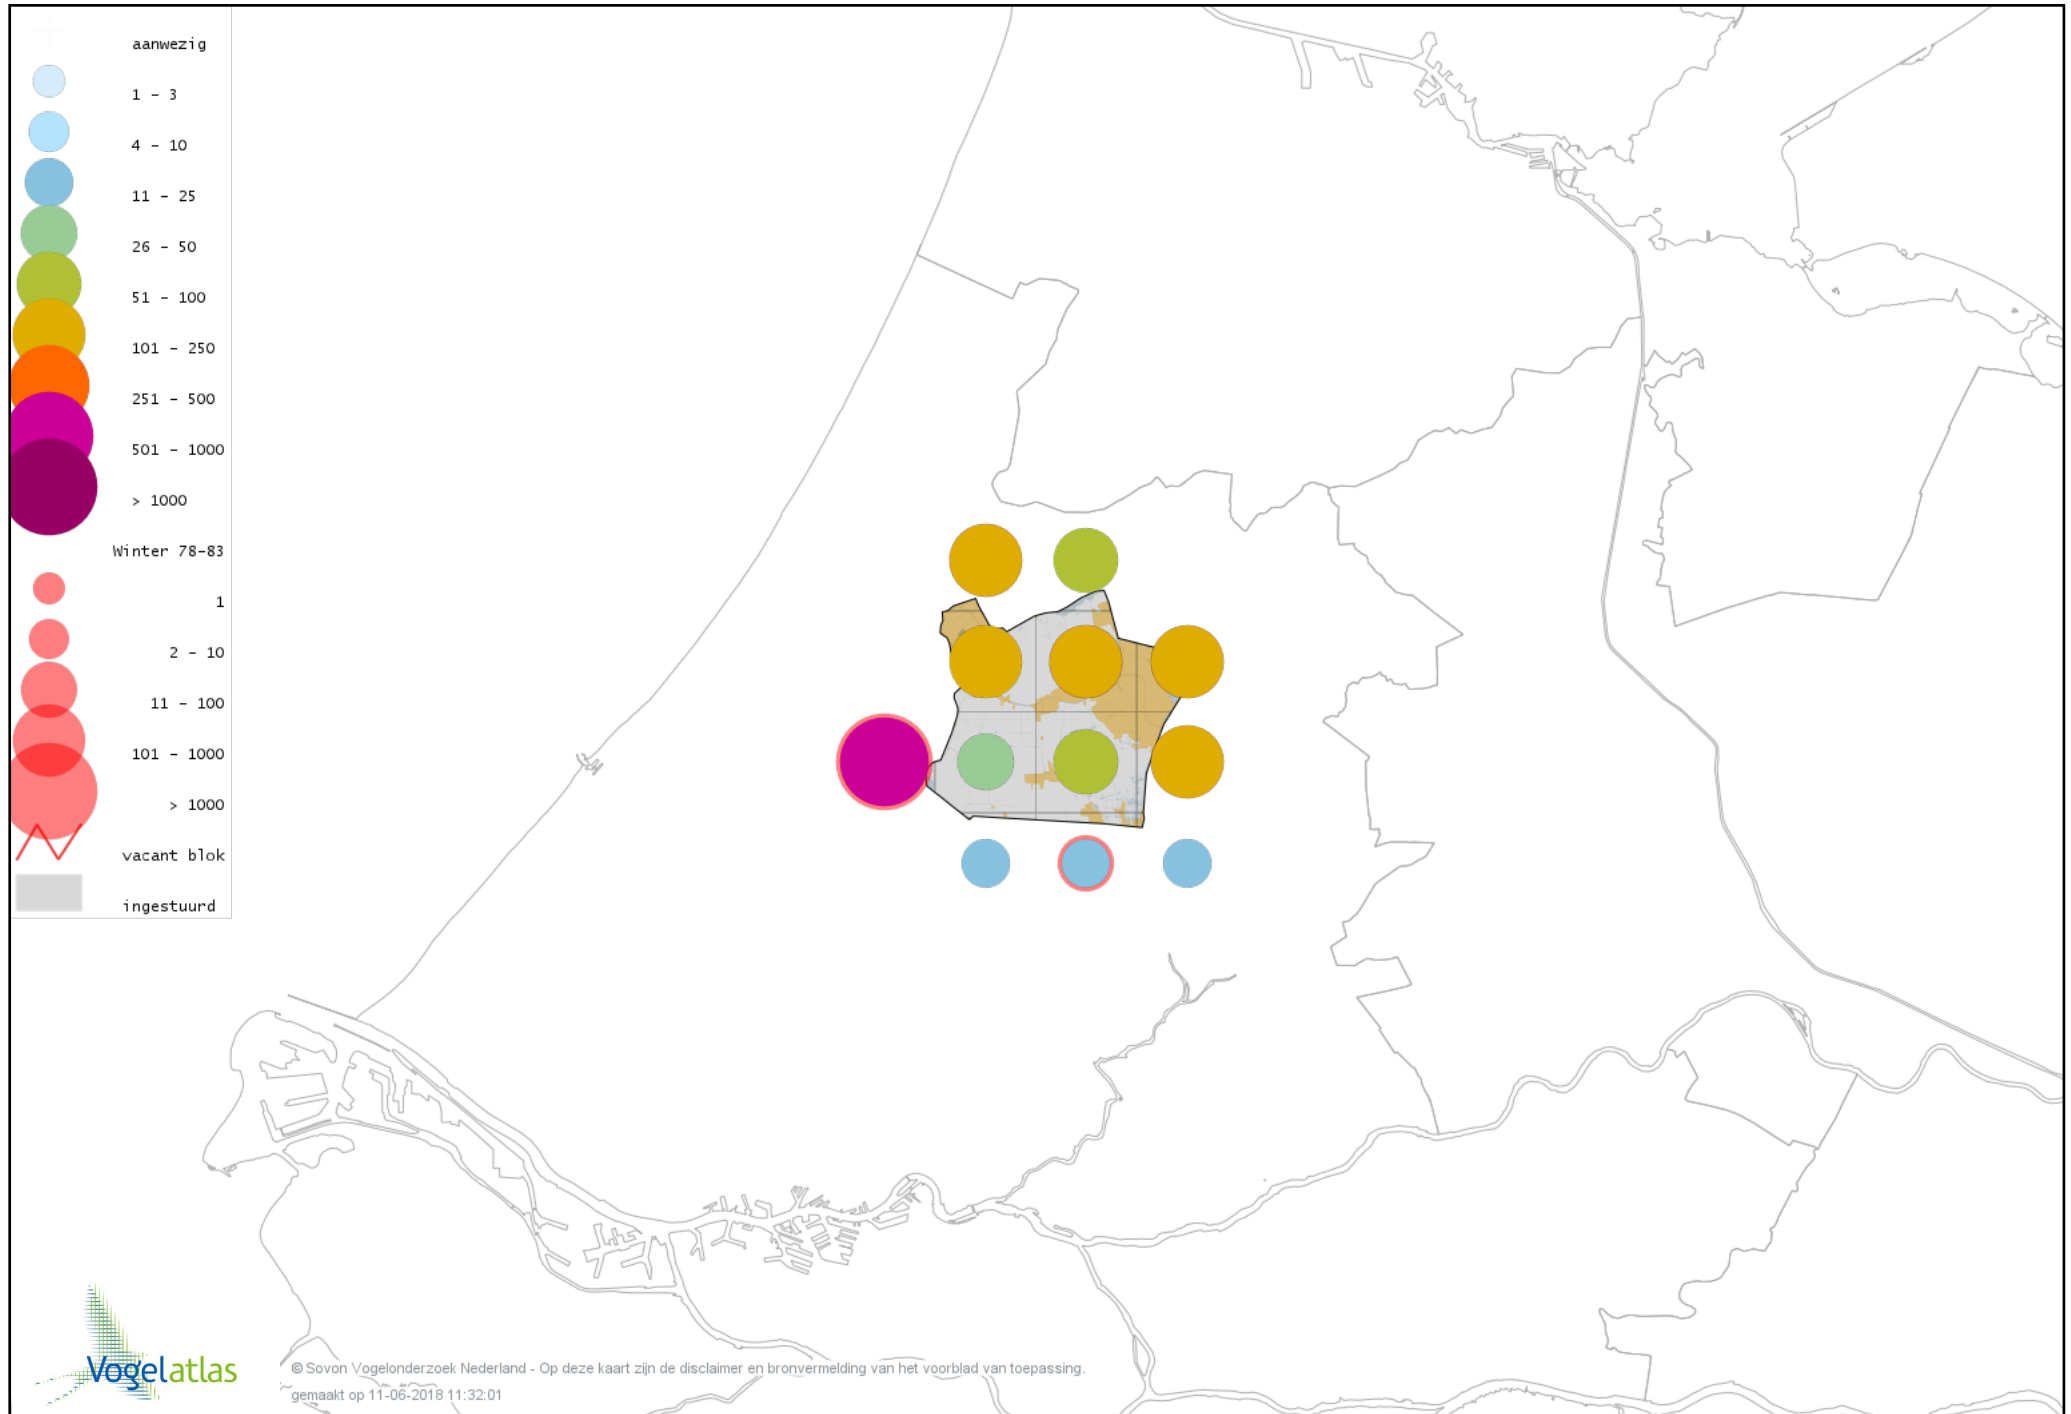 aanwezig
1 - 3
4 - 10
11 - 25
26 - 50
51 - 100
101 - 250
251 - 500
501 - 1000
> 1000
Winter 78-83
1
2 - 10
11 - 100
101 - 1000
> 1000
vacant blok
ingestuurd
Vogelatlas
© Sovon Vogelonderzoek Nederland - Op deze kaart zijn de disclaimer en bronvermelding van het voorblad van toepassing.
gemaakt op 11-06-2018 11:32:01